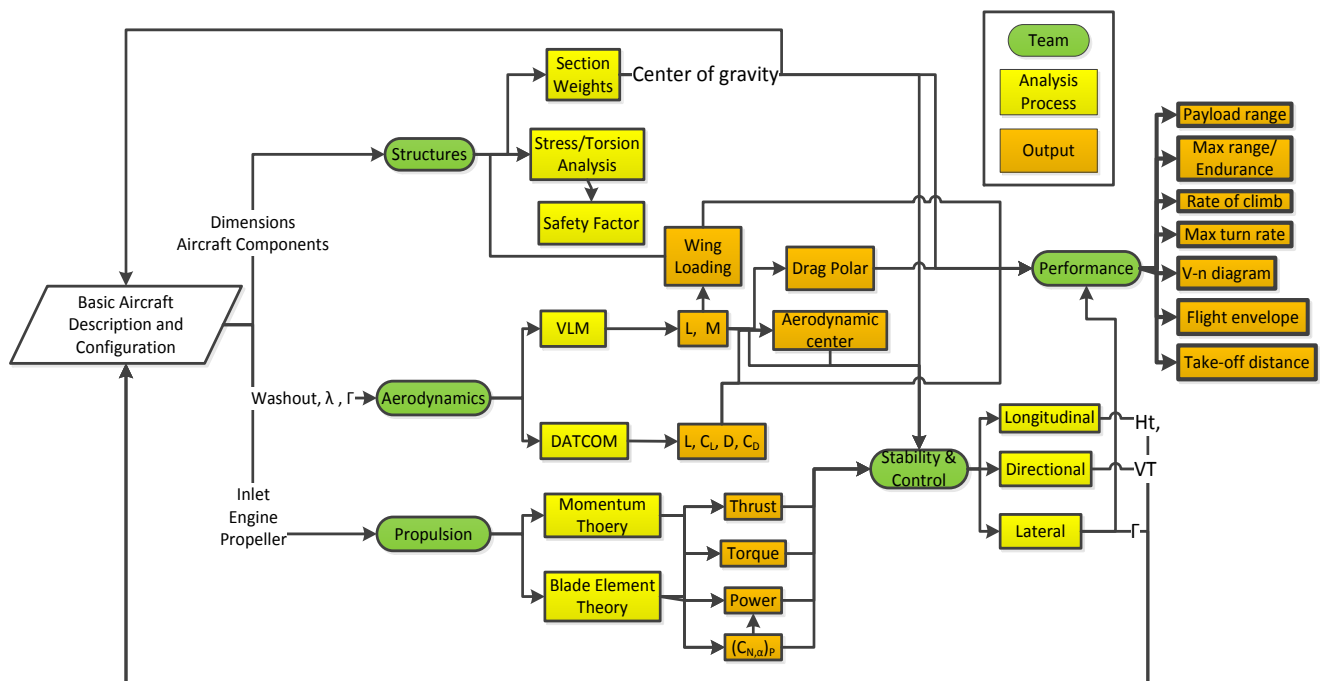 Team
Analysis
Process
Output
Section
Weights
Center of gravity
Structures
Stress/Torsion
Analysis
Safety Factor
Dimensions
Aircraft Components
Wing
Loading
Drag Polar
Performance
Payload range
Max range/
Endurance
Rate of climb
Max turn rate
V-n diagram
Flight envelope
Take-off distance
Basic Aircraft
Description and
Configuration
VLM
L, M
Aerodynamic
center
Washout, λ , Γ
Aerodynamics
DATCOM
L, CL, D, CD
Stability &
Control
Longitudinal
Ht,
Directional
VT
Lateral
Γ
Inlet
Engine
Propeller
Propulsion
Momentum
Thoery
Blade Element
Theory
Thrust
Torque
Power
(CN,α)P